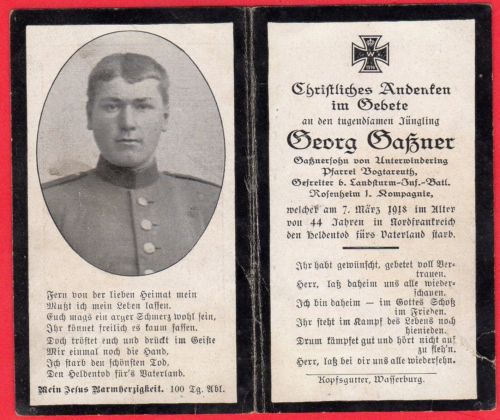 Fern von der lieben Heimat mein
Mußt ich mein Leben lassen.
Euch mags ein arger Schmerz wohl sein,
Ihr könnet freilich es kaum fassen.
Doch tröstet euch und drückt im Geiste
Mir einmal noch die Hand,
Ich starb den schönsten Tod,
Den Heldentod für's Vaterland.
Mein Jesus Barmherzigkeit. 100 Tg. Abl.
Christliches Andenken
im Gebete
an den tugendsamen Jüngling
Georg Gaßner
Gaßnersohn von Unterwindering
Pfarrei Vogtareuth,
Gefreiter b. Landsturm-Inf.-Batl.
Rosenheim 1. Kompagnie,
welcher am 7. März 1918 im Alter
von 44 Jahren in Nordfrankreich
den Heldentod fürs Vaterland starb.
Ihr habt gewünscht, gebetet voll Ver-
trauen.
Herr, laß daheim uns alle wieder-
schauen.
Ich bin daheim — im Gottes Schoß
im Frieden.
Ihr steht im Kampf des Lebens noch
hienieden.
Drum kämpfet gut und hört nicht auf
zu fleh'n.
Herr, laß bei dir uns alle wiedersehn.
Kopfsgutter, Wasserburg.